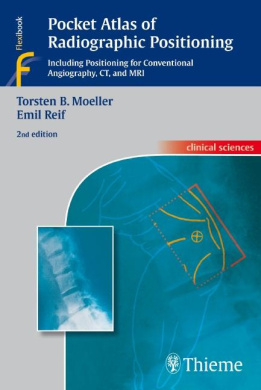 Flexibook
Pocket Atlas of
Radiographic Positioning
Including Positioning for Conventional
Angiography, CT, and MRI
Torsten B. Moeller
Emil Reif
2nd edition
clinical sciences
Thieme